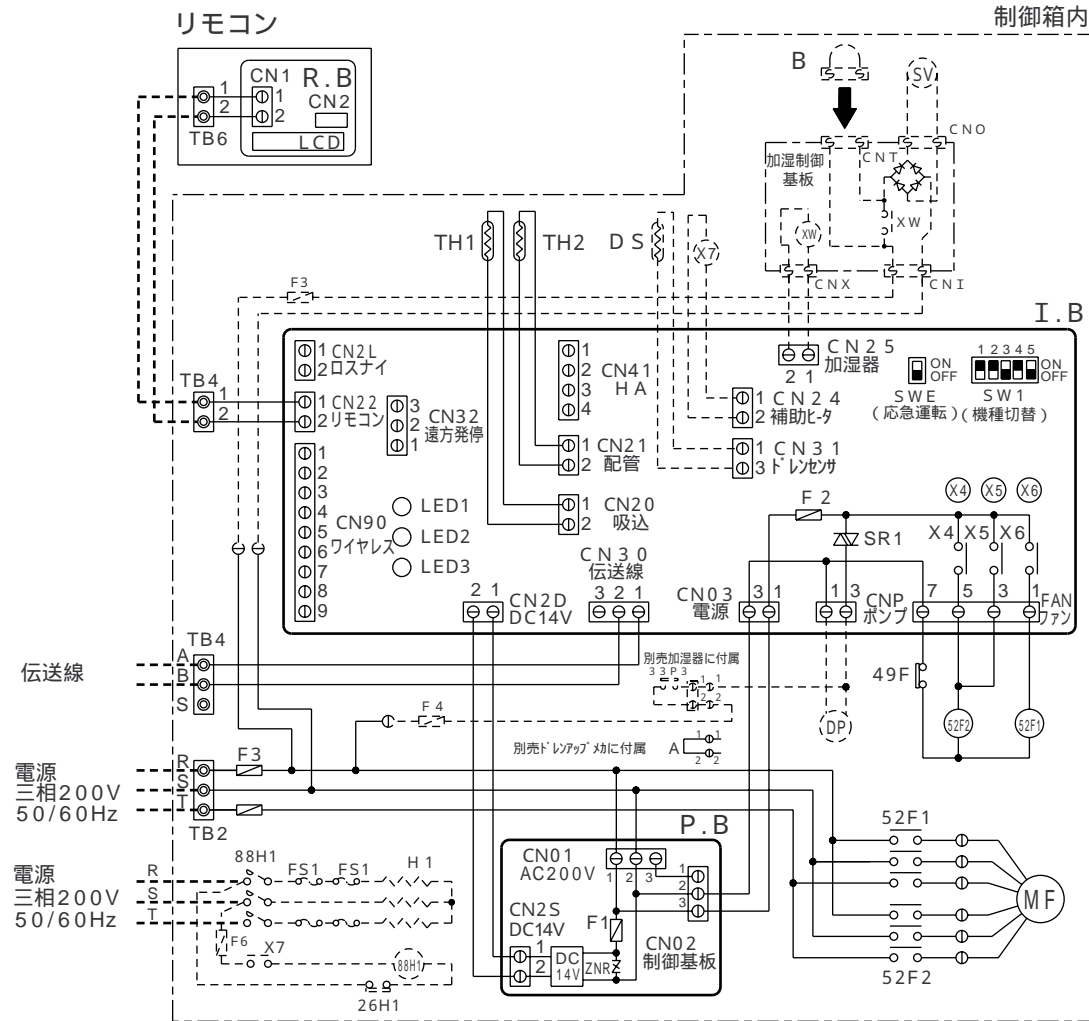 リモコン
制御箱内
CN1
R.B
1
2
CN2
LCD
1
2
TB6
B
SV
CNO
CNT
加湿制御
基板
XW
XW
CNX
CNI
TH1
TH2
DS
X7
F3
I.B
1
2
CN2L
ロスナイ
TB4
1
2
1
2
CN22
リモコン
3
2
1
CN32
遠方発停
1
2
3
4
CN41
HA
CN25
加湿器
2 1
ON
OFF
SWE
(応急運転)
1 2 3 4 5
ON
OFF
SW1
(機種切替)
1
2
CN24
補助ヒータ
1
3
CN31
ドレンセンサ
1
2
CN21
配管
1
2
CN20
吸込
1
2
3
4
5
6
7
8
9
CN90
ワイヤレス
LED1
LED2
LED3
F2
SR1
X4
X5
X6
X4
X5
X6
2 1
CN2D
DC14V
CN30
伝送線
3 2 1
CN03
電源
3 1
1 3
CNP
ポンプ
7 5 3 1
FAN
ファン
TB4
伝送線
A
B
S
別売加湿器に付属
33P3
1 1
2 2
F4
別売ドレンアップメカに付属
A
1 1
2 2
DP
49F
52F2
52F1
電源
三相200V
50/60Hz
R
S
T
F3
TB2
P.B
CN01
AC200V
1 2 3
1
2
3
CN02
制御基板
CN2S
DC14V
1
2
DC
14V
F1
ZNR
52F1
52F2
MF
電源
三相200V
50/60Hz
R
S
T
88H1
FS1
FS1
H1
F6
X7
88H1
26H1